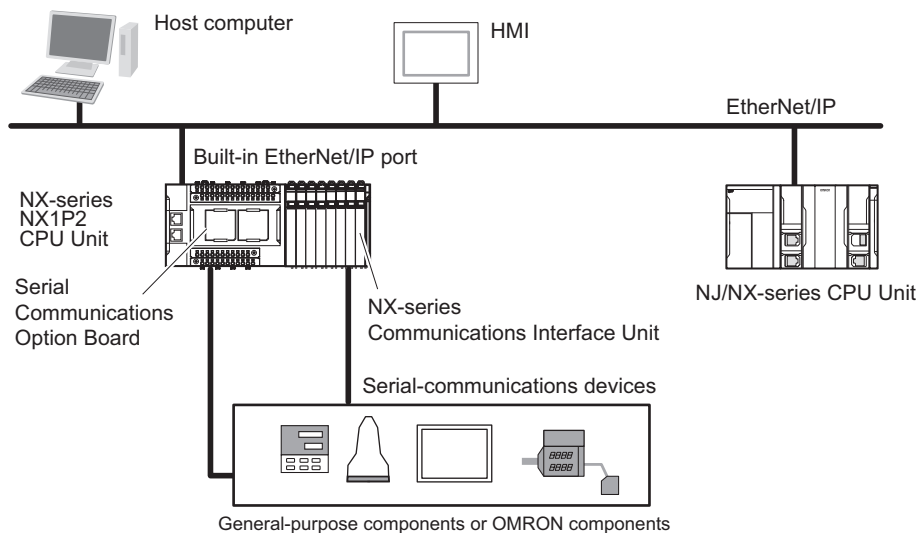 Host computer
HMI
EtherNet/IP
Built-in EtherNet/IP port
NX-series
NX1P2
CPU Unit
Serial
Communications
Option Board
NX-series
Communications Interface Unit
NJ/NX-series CPU Unit
Serial-communications devices
8888
8888
General-purpose components or OMRON components